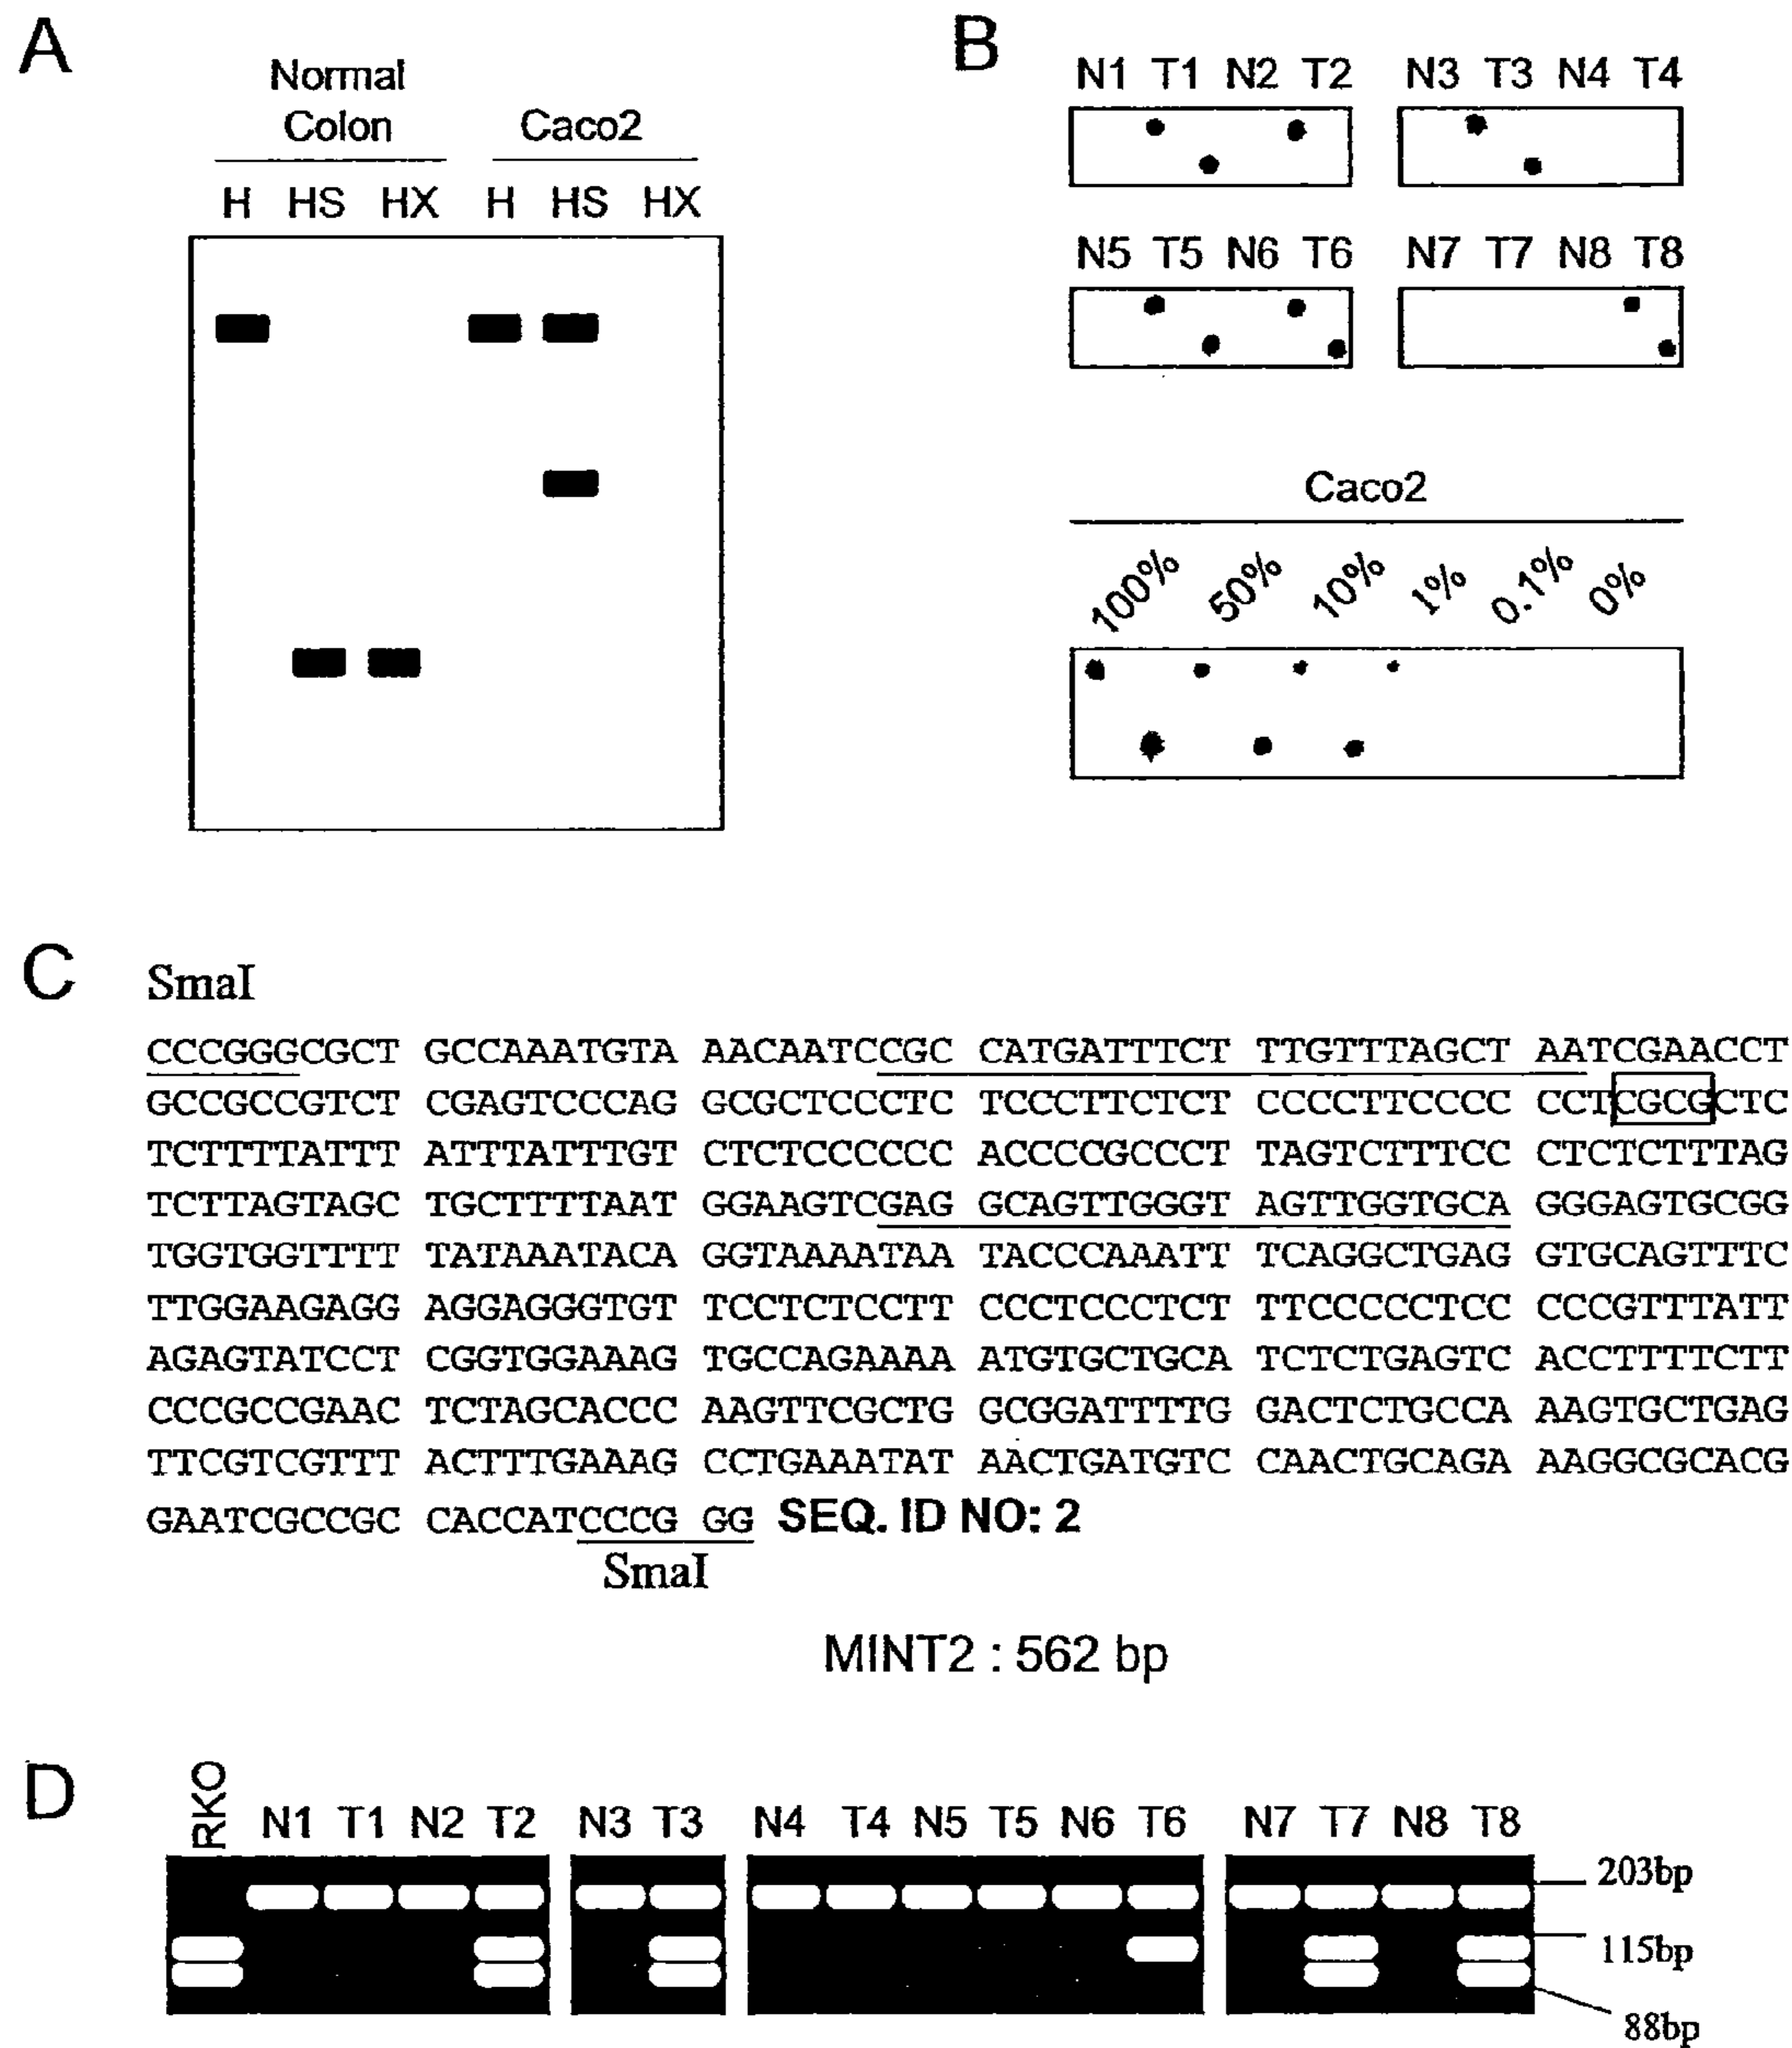 A
Normal
Colon
Caco2
H HS HX H HS HX
B
N1 T1 N2 T2
N3 T3 N4 T4
N5 T5 N6 T6
N7 T7 N8 T8
Caco2
100% 50% 10% 1% 0.1% 0%
C
SmaI
CCCGGGCGCT GCCAAATGTA AACAATCCGC CATGATTTCT TTGTTTAGCT AATCGAACCT
GCCGCCGTCT CGAGTCCCAG GCGCTCCCTC TCCCTTCTCT CCCCTTCCCC CCTCGCGCTC
TCTTTTATTT ATTTATTTGT CTCTCCCCCC ACCCCGCCCT TAGTCTTTCC CTCTCTTTAG
TCTTAGTAGC TGCTTTTAAT GGAAGTCGAG GCAGTTGGGT AGTTGGTGCA GGGAGTGCGG
TGGTGGTTTT TATAAATACA GGTAAAATAA TACCCAAATT TCAGGCTGAG GTGCAGTTTC
TTGGAAGAGG AGGAGGGTGT TCCTCTCCTT CCCTCCCTCT TTCCCCCTCC CCCGTTTATT
AGAGTATCCT CGGTGGAAAG TGCCAGAAAA ATGTGCTGCA TCTCTGAGTC ACCTTTTCTT
CCCGCCGAAC TCTAGCACCC AAGTTCGCTG GCGGATTTTG GACTCTGCCA AAGTGCTGAG
TTCGTCGTTT ACTTTGAAAG CCTGAAATAT AACTGATGTC CAACTGCAGA AAGGCGCACG
GAATCGCCGC CACCATCCCG GG SEQ. ID NO: 2
SmaI
MINT2 : 562 bp
D
RKO N1 T1 N2 T2 N3 T3 N4 T4 N5 T5 N6 T6 N7 T7 N8 T8
203bp
115bp
88bp